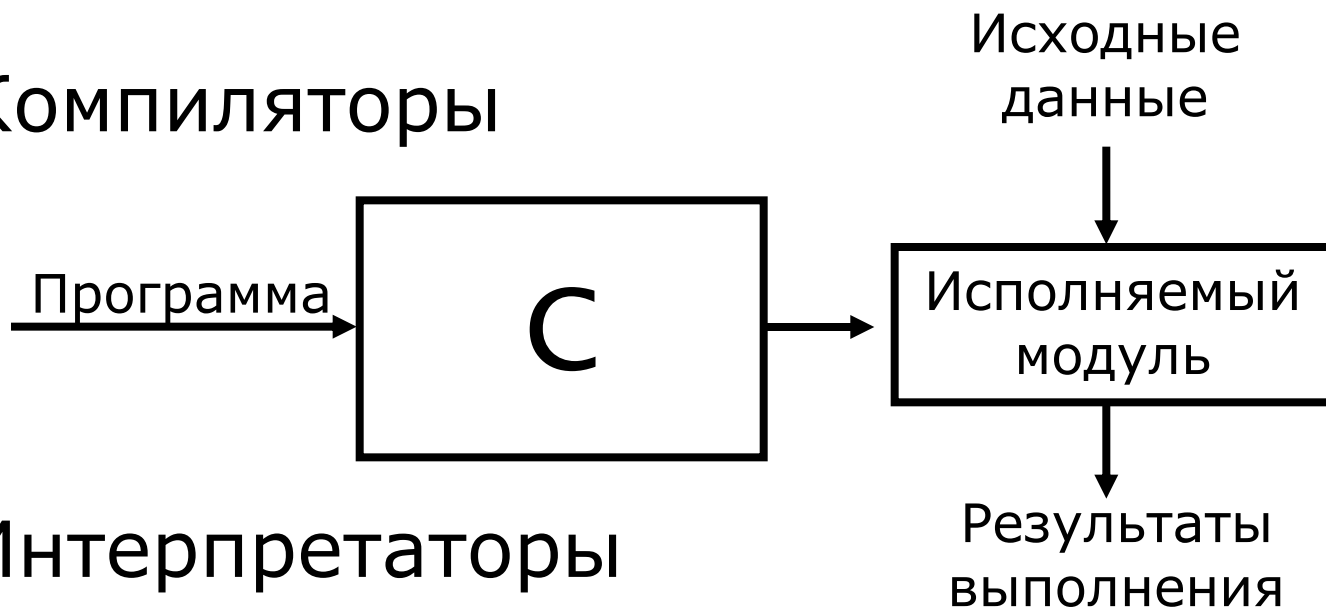 Компиляторы
Исходные
данные
Программа
C
Исполняемый
модуль
Результаты
выполнения
Интерпретаторы